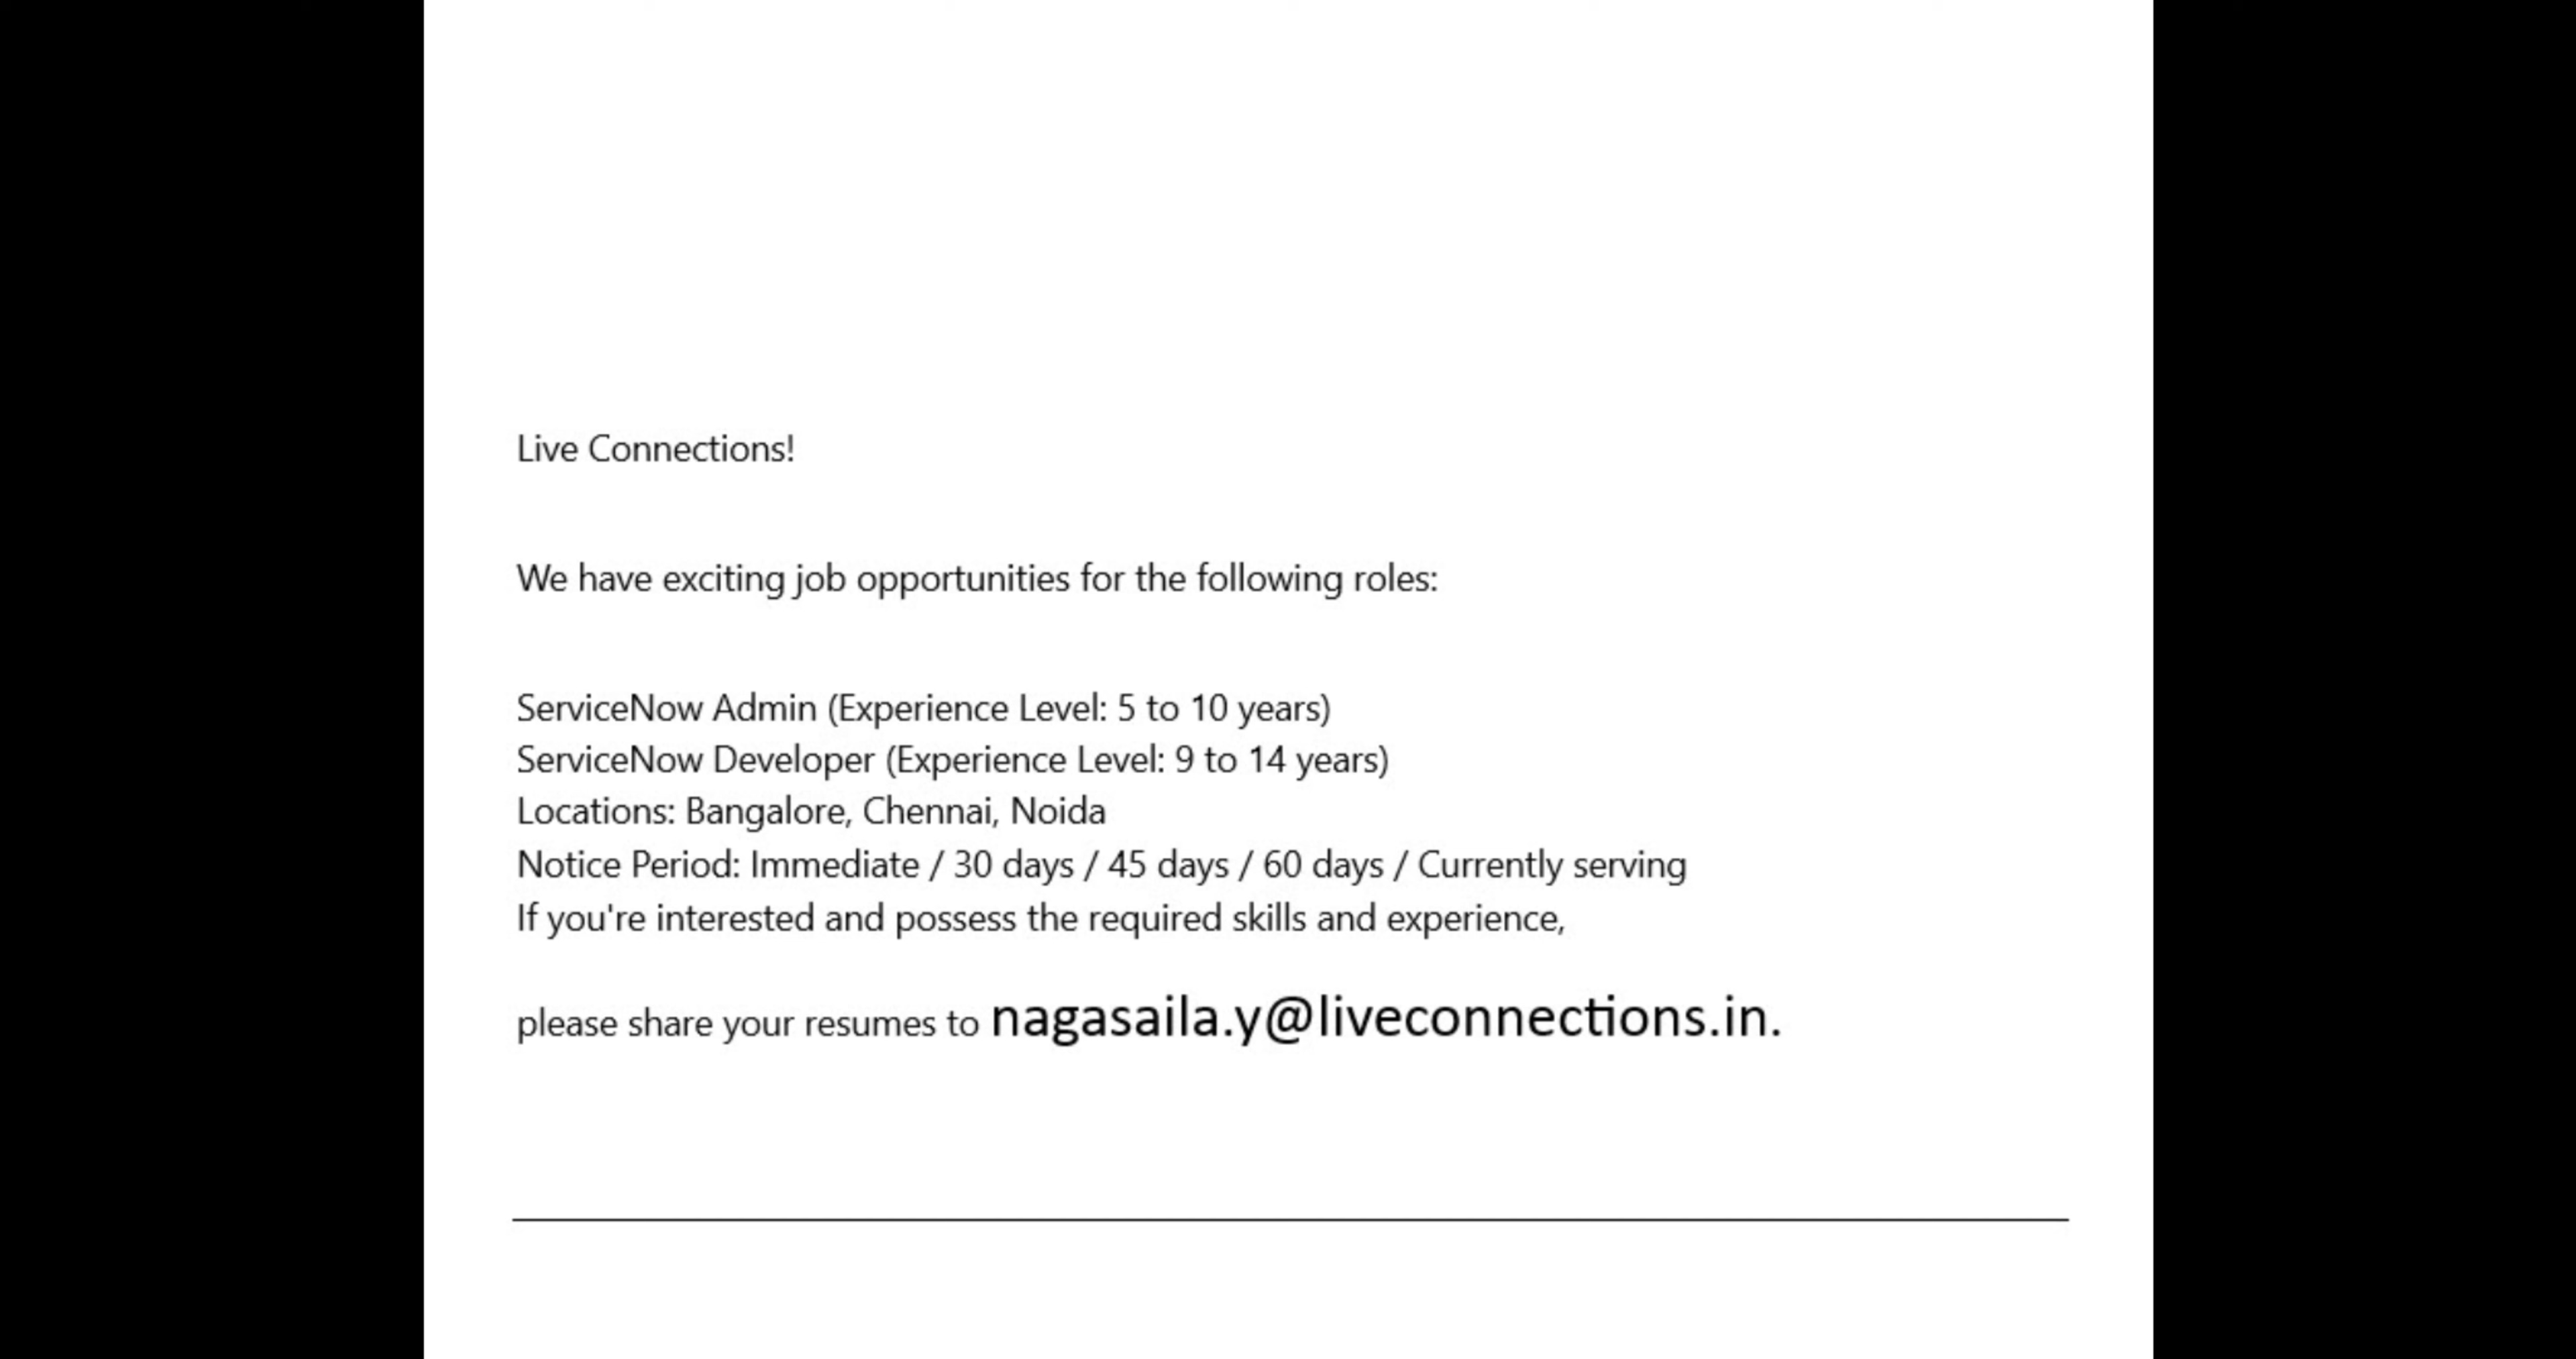 Live Connections!
We have exciting job opportunities for the following roles:
ServiceNow Admin (Experience Level: 5 to 10 years)
ServiceNow Developer (Experience Level: 9 to 14 years)
Locations: Bangalore, Chennai, Noida
Notice Period: Immediate / 30 days / 45 days / 60 days / Currently serving
If you're interested and possess the required skills and experience,
please share your resumes to nagasaila.y@liveconnections.in.